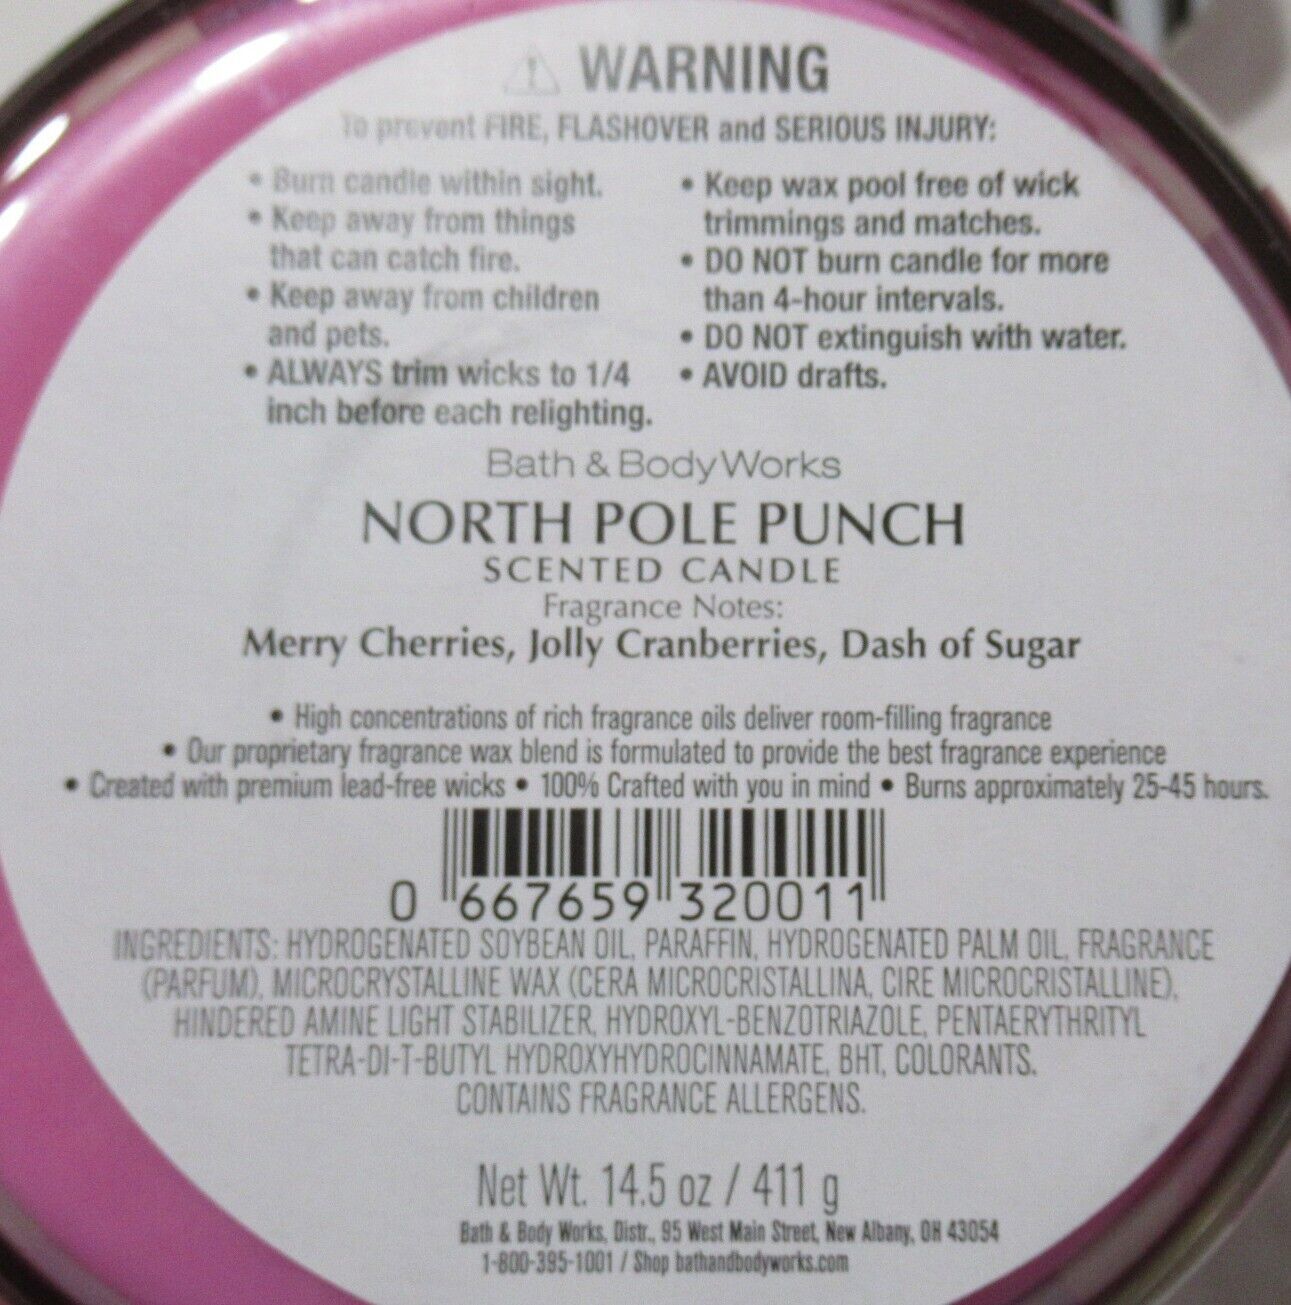 WARNING
To prevent FIRE, FLASHOVER and SERIOUS INJURY:
• Burn candle within sight.
• Keep away from things
that can catch fire.
• Keep away from children
and pets.
• ALWAYS trim wicks to 1/4
inch before each relighting.
• Keep wax pool free of wick
trimmings and matches.
• DO NOT burn candle for more
than 4-hour intervals.
• DO NOT extinguish with water.
• AVOID drafts.
Bath & Body Works
NORTH POLE PUNCH
SCENTED CANDLE
Fragrance Notes:
Merry Cherries, Jolly Cranberries, Dash of Sugar
• High concentrations of rich fragrance oils deliver room-filling fragrance
• Our proprietary fragrance wax blend is formulated to provide the best fragrance experience
• Created with premium lead-free wicks • 100% Crafted with you in mind • Burns approximately 25-45 hours.
0 667659 320011
INGREDIENTS: HYDROGENATED SOYBEAN OIL, PARAFFIN, HYDROGENATED PALM OIL, FRAGRANCE
(PARFUM), MICROCRYSTALLINE WAX (CERA MICROCRISTALLINA, CIRE MICROCRISTALLINE),
HINDERED AMINE LIGHT STABILIZER, HYDROXYL-BENZOTRIAZOLE, PENTAERYTHRITYL
TETRA-DI-T-BUTYL HYDROXYHYDROCINNAMATE, BHT, COLORANTS.
CONTAINS FRAGRANCE ALLERGENS.
Net Wt. 14.5 oz / 411 g
Bath & Body Works, Distr., 95 West Main Street, New Albany, OH 43054
1-800-395-1001 / Shop bathandbodyworks.com